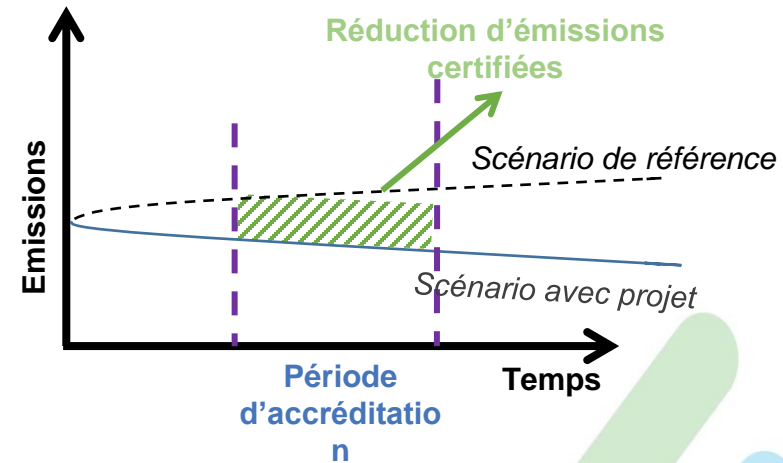 Réduction d'émissions
certifiées
Scénario de référence
Emissions
Scénario avec projet
Période
d'accréditatio
n
Temps